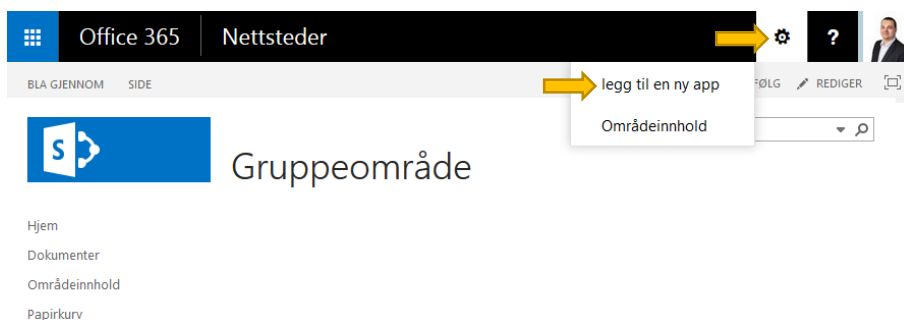 Office 365 Nettsteder ?
BLA GJENNOM SIDE legg til en ny app FØLG REDIGER
Områdeinnhold
S
Gruppeområde
Hjem
Dokumenter
Områdeinnhold
Papirkurv